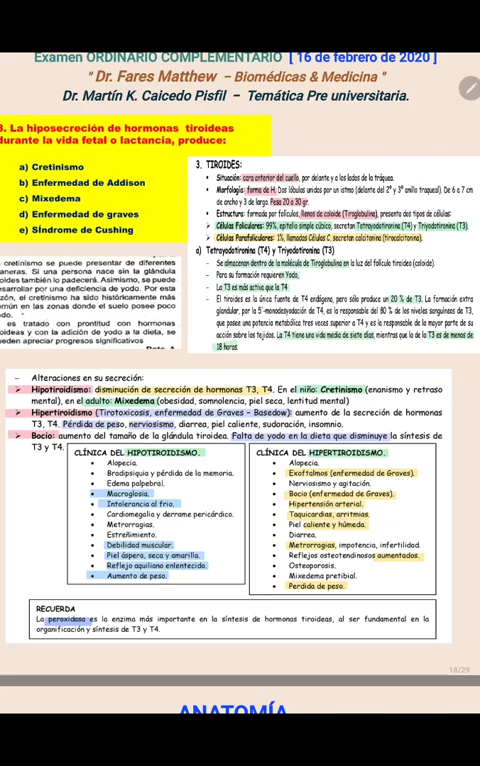 Examen ORDINARIO COMPLEMENTARIO [ 16 de febrero de 2020 ]
" Dr. Fares Matthew – Biomédicas & Medicina "
Dr. Martín K. Caicedo Pisfil – Temática Pre universitaria.
3. La hiposecreción de hormonas tiroideas
durante la vida fetal o lactancia, produce:
a) Cretinismo
b) Enfermedad de Addison
c) Mixedema
d) Enfermedad de graves
e) Síndrome de Cushing
cretinismo se puede presentar de diferentes
aneras. Si una persona nace sin la glándula
oides también lo padecerá. Asimismo, se puede
esarrollar por una deficiencia de yodo. Por esta
zón, el cretinismo ha sido históricamente más
mún en las zonas donde el suelo posee poco
do.
es tratado con prontitud con hormonas
oideas y con la adición de yodo a la dieta, se
eden apreciar progresos significativos
3. TIROIDES:
• Situación: cara anterior del cuello, por delante y a los lados de la tráquea.
• Morfología: forma de H: Dos lóbulos unidos por un istmo (delante del 2º y 3º anillo traqueal). De 6 a 7 cm
de ancho y 3 de largo. Pesa 20 a 30 gr.
• Estructura: formada por folículos, llenos de coloide (Tiroglobulina), presenta dos tipos de células:
➢ Células Foliculares: 99%, epitelio simple cúbico, secretan Tetrayodotironina (T4) y Triyodotironina (T3).
➢ Células Parafoliculares: 1%, llamadas Células C, secretan calcitonina (tirocalcitonina).
a) Tetrayodotironina (T4) y Triyodotironina (T3)
– Se almacenan dentro de la molécula de Tiroglobulina en la luz del folículo tiroideo (coloide).
– Para su formación requieren Yodo,
– La T3 es más activa que la T4
– El tiroides es la única fuente de T4 endógena, pero sólo produce un 20 % de T3. La formación extra
glandular, por la 5'-monodesyodación de T4, es la responsable del 80 % de los niveles sanguíneos de T3,
que posee una potencia metabólica tres veces superior a T4 y es la responsable de la mayor parte de su
acción sobre los tejidos. La T4 tiene una vida media de siete días, mientras que la de la T3 es de menos de
18 horas.
– Alteraciones en su secreción:
➢ Hipotiroidismo: disminución de secreción de hormonas T3, T4. En el niño: Cretinismo (enanismo y retraso
mental), en el adulto: Mixedema (obesidad, somnolencia, piel seca, lentitud mental)
➢ Hipertiroidismo (Tirotoxicosis, enfermedad de Graves – Basedow): aumento de la secreción de hormonas
T3, T4. Pérdida de peso, nerviosismo, diarrea, piel caliente, sudoración, insomnio.
➢ Bocio: aumento del tamaño de la glándula tiroidea. Falta de yodo en la dieta que disminuye la síntesis de
T3 y T4.
CLÍNICA DEL HIPOTIROIDISMO.
• Alopecia.
• Bradipsiquia y pérdida de la memoria.
• Edema palpebral.
• Macroglosia.
• Intolerancia al frio.
• Cardiomegalia y derrame pericárdico.
• Metrorragias.
• Estreñimiento.
• Debilidad muscular.
• Piel áspera, seca y amarilla.
• Reflejo aquiliano enlentecido.
• Aumento de peso.
CLÍNICA DEL HIPERTIROIDISMO.
• Alopecia.
• Exoftalmos (enfermedad de Graves).
• Nerviosismo y agitación.
• Bocio (enfermedad de Graves).
• Hipertensión arterial.
• Taquicardias, arritmias.
• Piel caliente y húmeda.
• Diarrea.
• Metrorragias, impotencia, infertilidad.
• Reflejos osteotendinosos aumentados.
• Osteoporosis.
• Mixedema pretibial.
• Perdida de peso.
RECUERDA
La peroxidasa es la enzima más importante en la síntesis de hormonas tiroideas, al ser fundamental en la
organificación y síntesis de T3 y T4.
18/29
ANATOMÍA